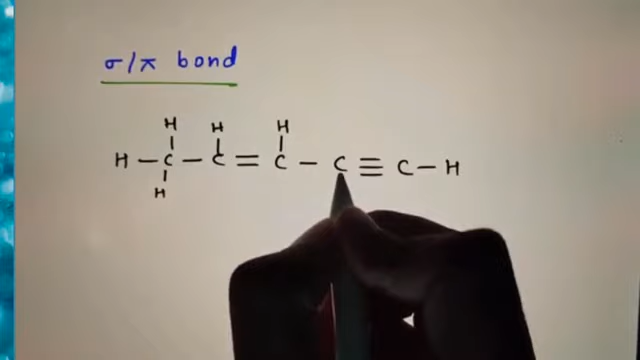 σ/π bond
H H H
H – C – C = C – C ≡ C – H
H